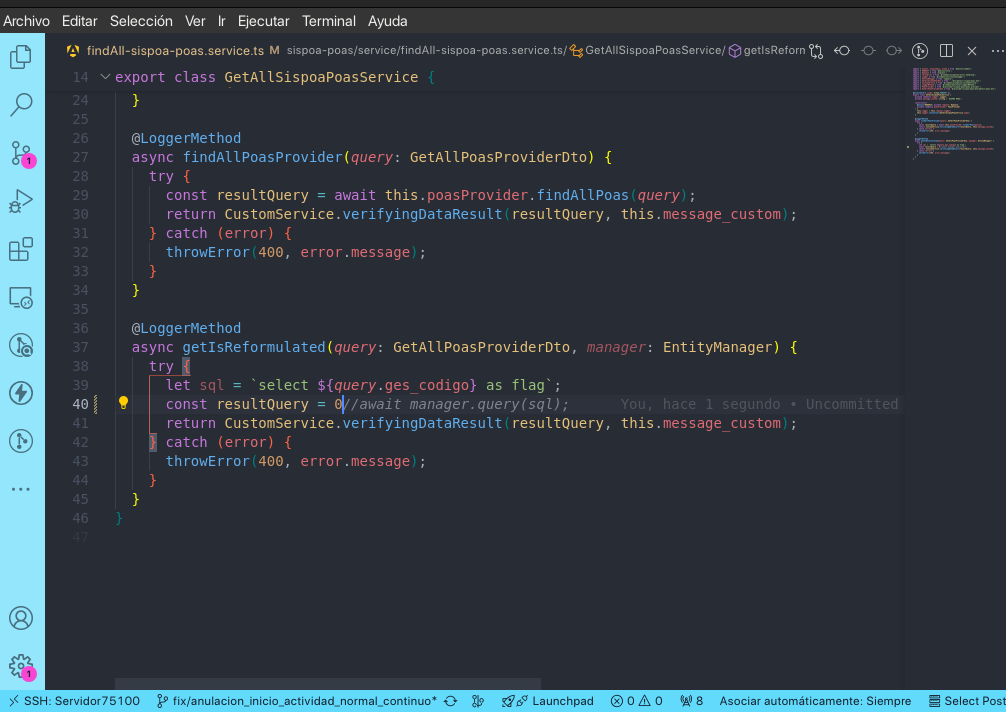 Archivo Editar Selección Ver Ir Ejecutar Terminal Ayuda
findAll-sispoa-poas.service.ts M sispoa-poas/service/findAll-sispoa-poas.service.ts/ GetAllSispoaPoasService/ getIsReforn
14 export class GetAllSispoaPoasService {
24 }
25
26 @LoggerMethod
27 async findAllPoasProvider(query: GetAllPoasProviderDto) {
28 try {
29 const resultQuery = await this.poasProvider.findAllPoas(query);
30 return CustomService.verifyingDataResult(resultQuery, this.message_custom);
31 } catch (error) {
32 throwError(400, error.message);
33 }
34 }
35
36 @LoggerMethod
37 async getIsReformulated(query: GetAllPoasProviderDto, manager: EntityManager) {
38 try {
39 let sql = `select ${query.ges_codigo} as flag`;
40 const resultQuery = 0//await manager.query(sql); You, hace 1 segundo • Uncommitted
41 return CustomService.verifyingDataResult(resultQuery, this.message_custom);
42 } catch (error) {
43 throwError(400, error.message);
44 }
45 }
46 }
47
1
1
SSH: Servidor75100 fix/anulacion_inicio_actividad_normal_continuo* Launchpad 0 0 8 Asociar automáticamente: Siempre Select Post